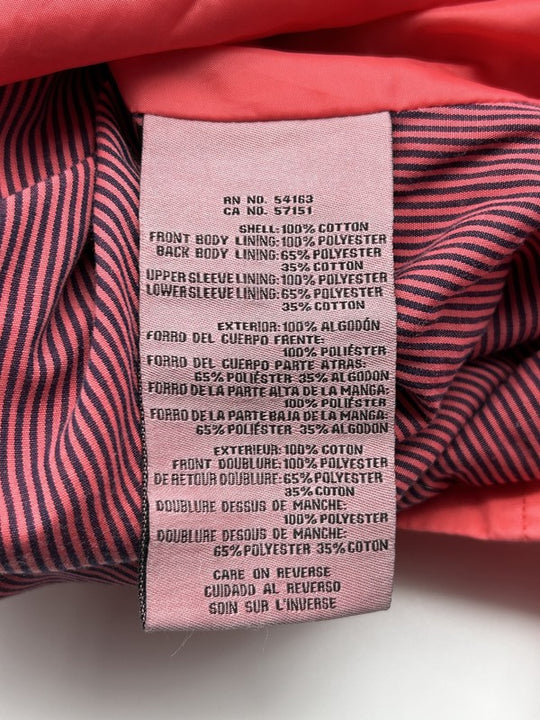 RN NO. 54163
CA NO. 57151
SHELL: 100% COTTON
FRONT BODY LINING: 100% POLYESTER
BACK BODY LINING: 65% POLYESTER
35% COTTON
UPPER SLEEVE LINING: 100% POLYESTER
LOWER SLEEVE LINING: 65% POLYESTER
35% COTTON
EXTERIOR: 100% ALGODÓN
FORRO DEL CUERPO FRENTE:
100% POLIÉSTER
FORRO DEL CUERPO PARTE ATRAS:
65% POLIÉSTER 35% ALGODON
FORRO DE LA PARTE ALTA DE LA MANGA:
100% POLIÉSTER
FORRO DE LA PARTE BAJA DE LA MANGA:
65% POLIÉSTER 35% ALGODON
EXTERIEUR: 100% COTON
FRONT DOUBLURE: 100% POLYESTER
DE RETOUR DOUBLURE: 65% POLYESTER
35% COTON
DOUBLURE DESSUS DE MANCHE:
100% POLYESTER
DOUBLURE DESSOUS DE MANCHE:
65% POLYESTER 35% COTON
CARE ON REVERSE
CUIDADO AL REVERSO
SOIN SUR L'INVERSE